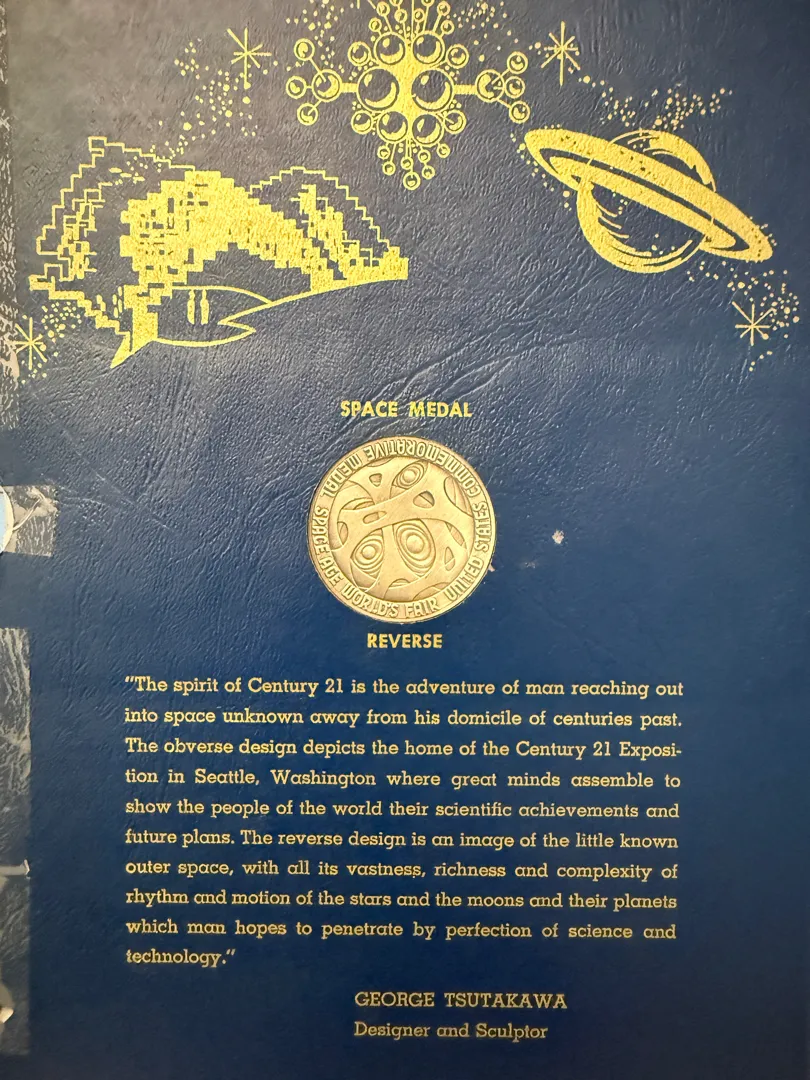 SPACE MEDAL
SPACE AGE WORLD'S FAIR UNITED STATES COMMEMORATIVE MEDAL
REVERSE
"The spirit of Century 21 is the adventure of man reaching out
into space unknown away from his domicile of centuries past.
The obverse design depicts the home of the Century 21 Exposi-
tion in Seattle, Washington where great minds assemble to
show the people of the world their scientific achievements and
future plans. The reverse design is an image of the little known
outer space, with all its vastness, richness and complexity of
rhythm and motion of the stars and the moons and their planets
which man hopes to penetrate by perfection of science and
technology."
GEORGE TSUTAKAWA
Designer and Sculptor